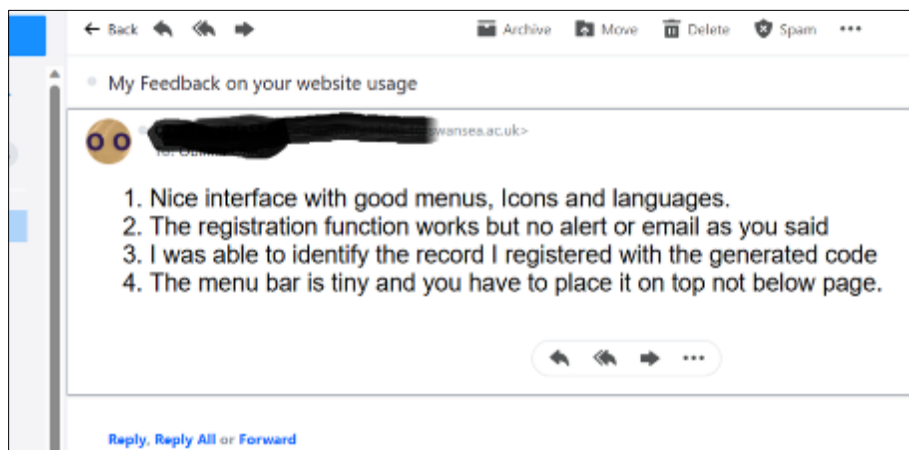 Back
Archive
Move
Delete
Spam
My Feedback on your website usage
wansea.ac.uk>
1. Nice interface with good menus, Icons and languages.
2. The registration function works but no alert or email as you said
3. I was able to identify the record I registered with the generated code
4. The menu bar is tiny and you have to place it on top not below page.
Reply, Reply All or Forward